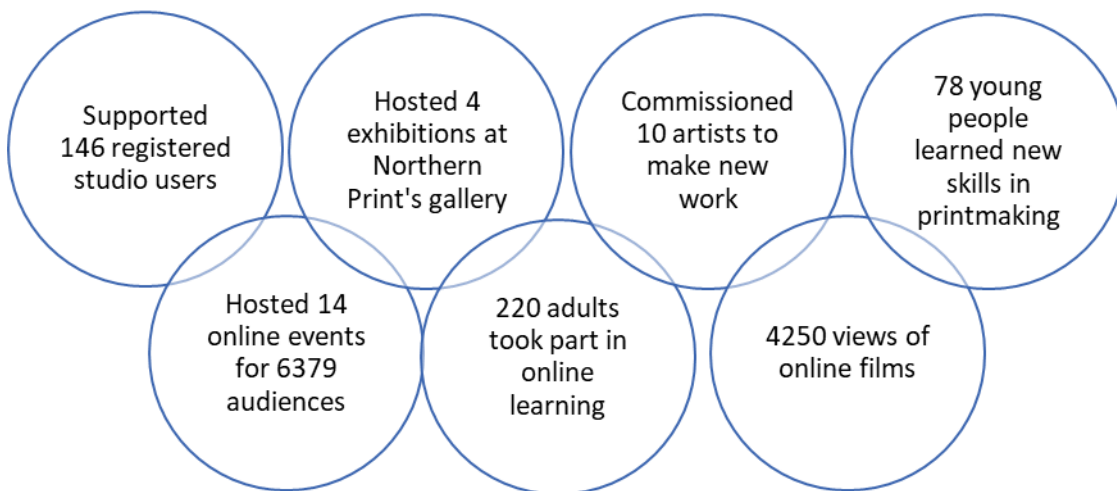 Supported
146 registered
studio users
Hosted 4
exhibitions at
Northern
Print's gallery
Commissioned
10 artists to
make new
work
78 young
people
learned new
skills in
printmaking
Hosted 14
online events
for 6379
audiences
220 adults
took part in
online
learning
4250 views of
online films